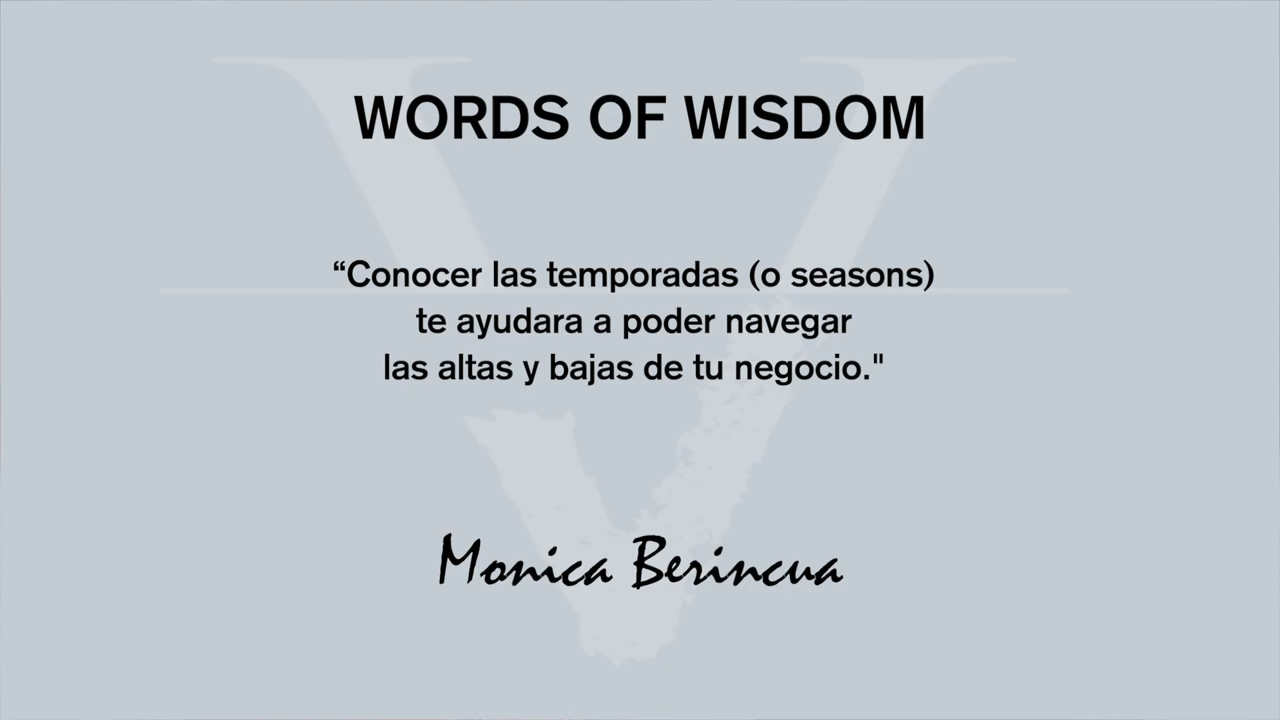 WORDS OF WISDOM
“Conocer las temporadas (o seasons)
te ayudara a poder navegar
las altas y bajas de tu negocio."
Monica Berincua